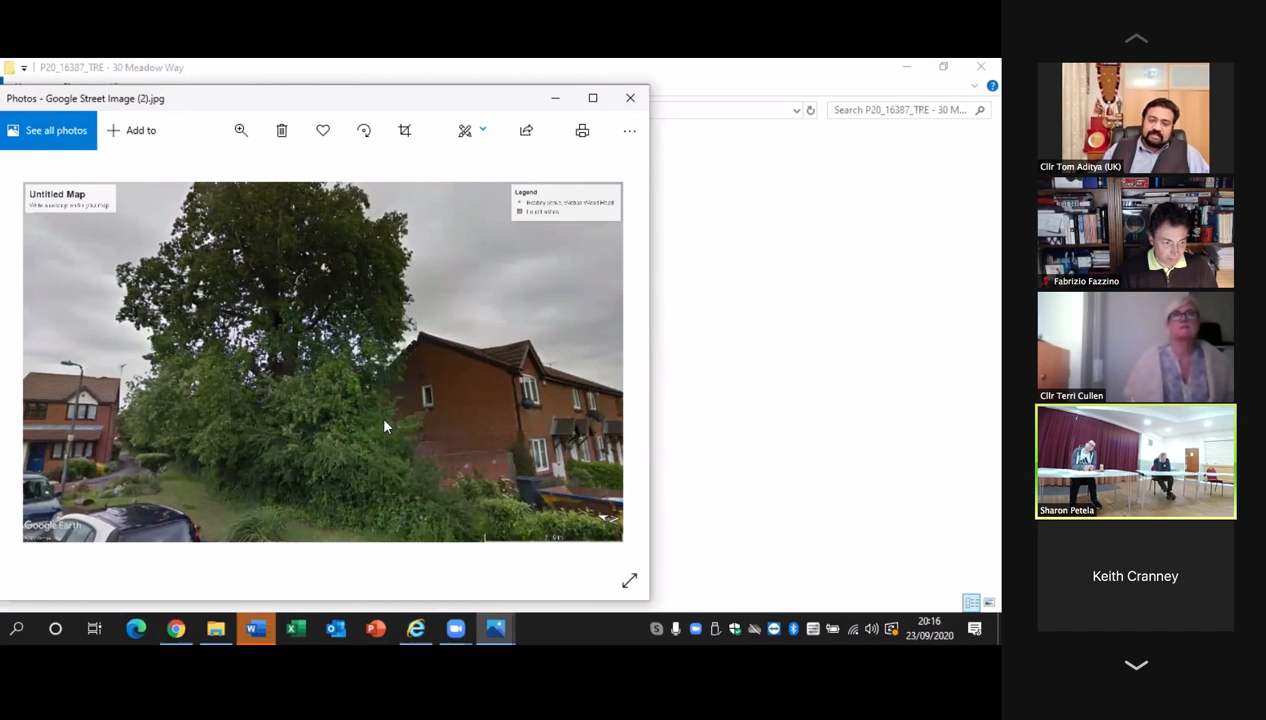 P20_16387_TRE - 30 Meadow Way
Photos - Google Street Image (2).jpg
Search P20_16387_TRE - 30 M...
See all photos
Add to
Untitled Map
Legend
Google Earth
20:16
23/09/2020
Cllr Tom Aditya (UK)
Fabrizio Fazzino
Cllr Terri Cullen
Sharon Petela
Keith Cranney